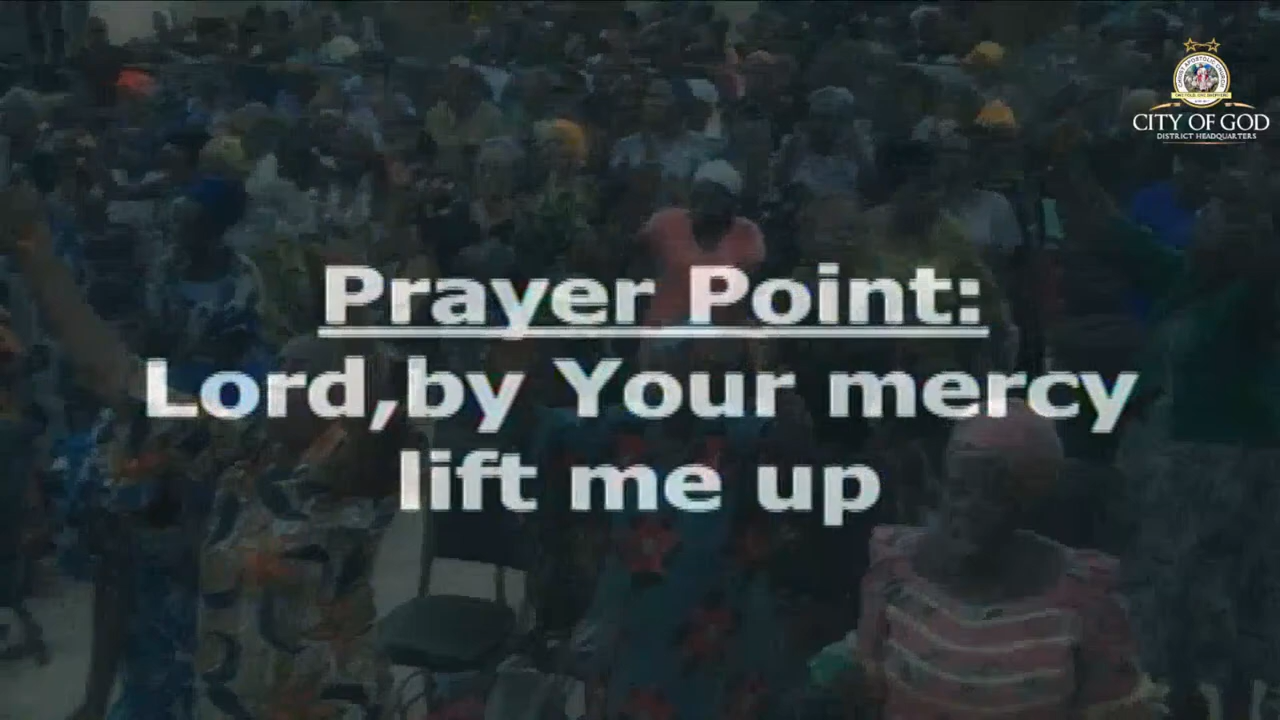 CITY OF GOD
DISTRICT HEADQUARTERS
Prayer Point:
Lord,by Your mercy
lift me up